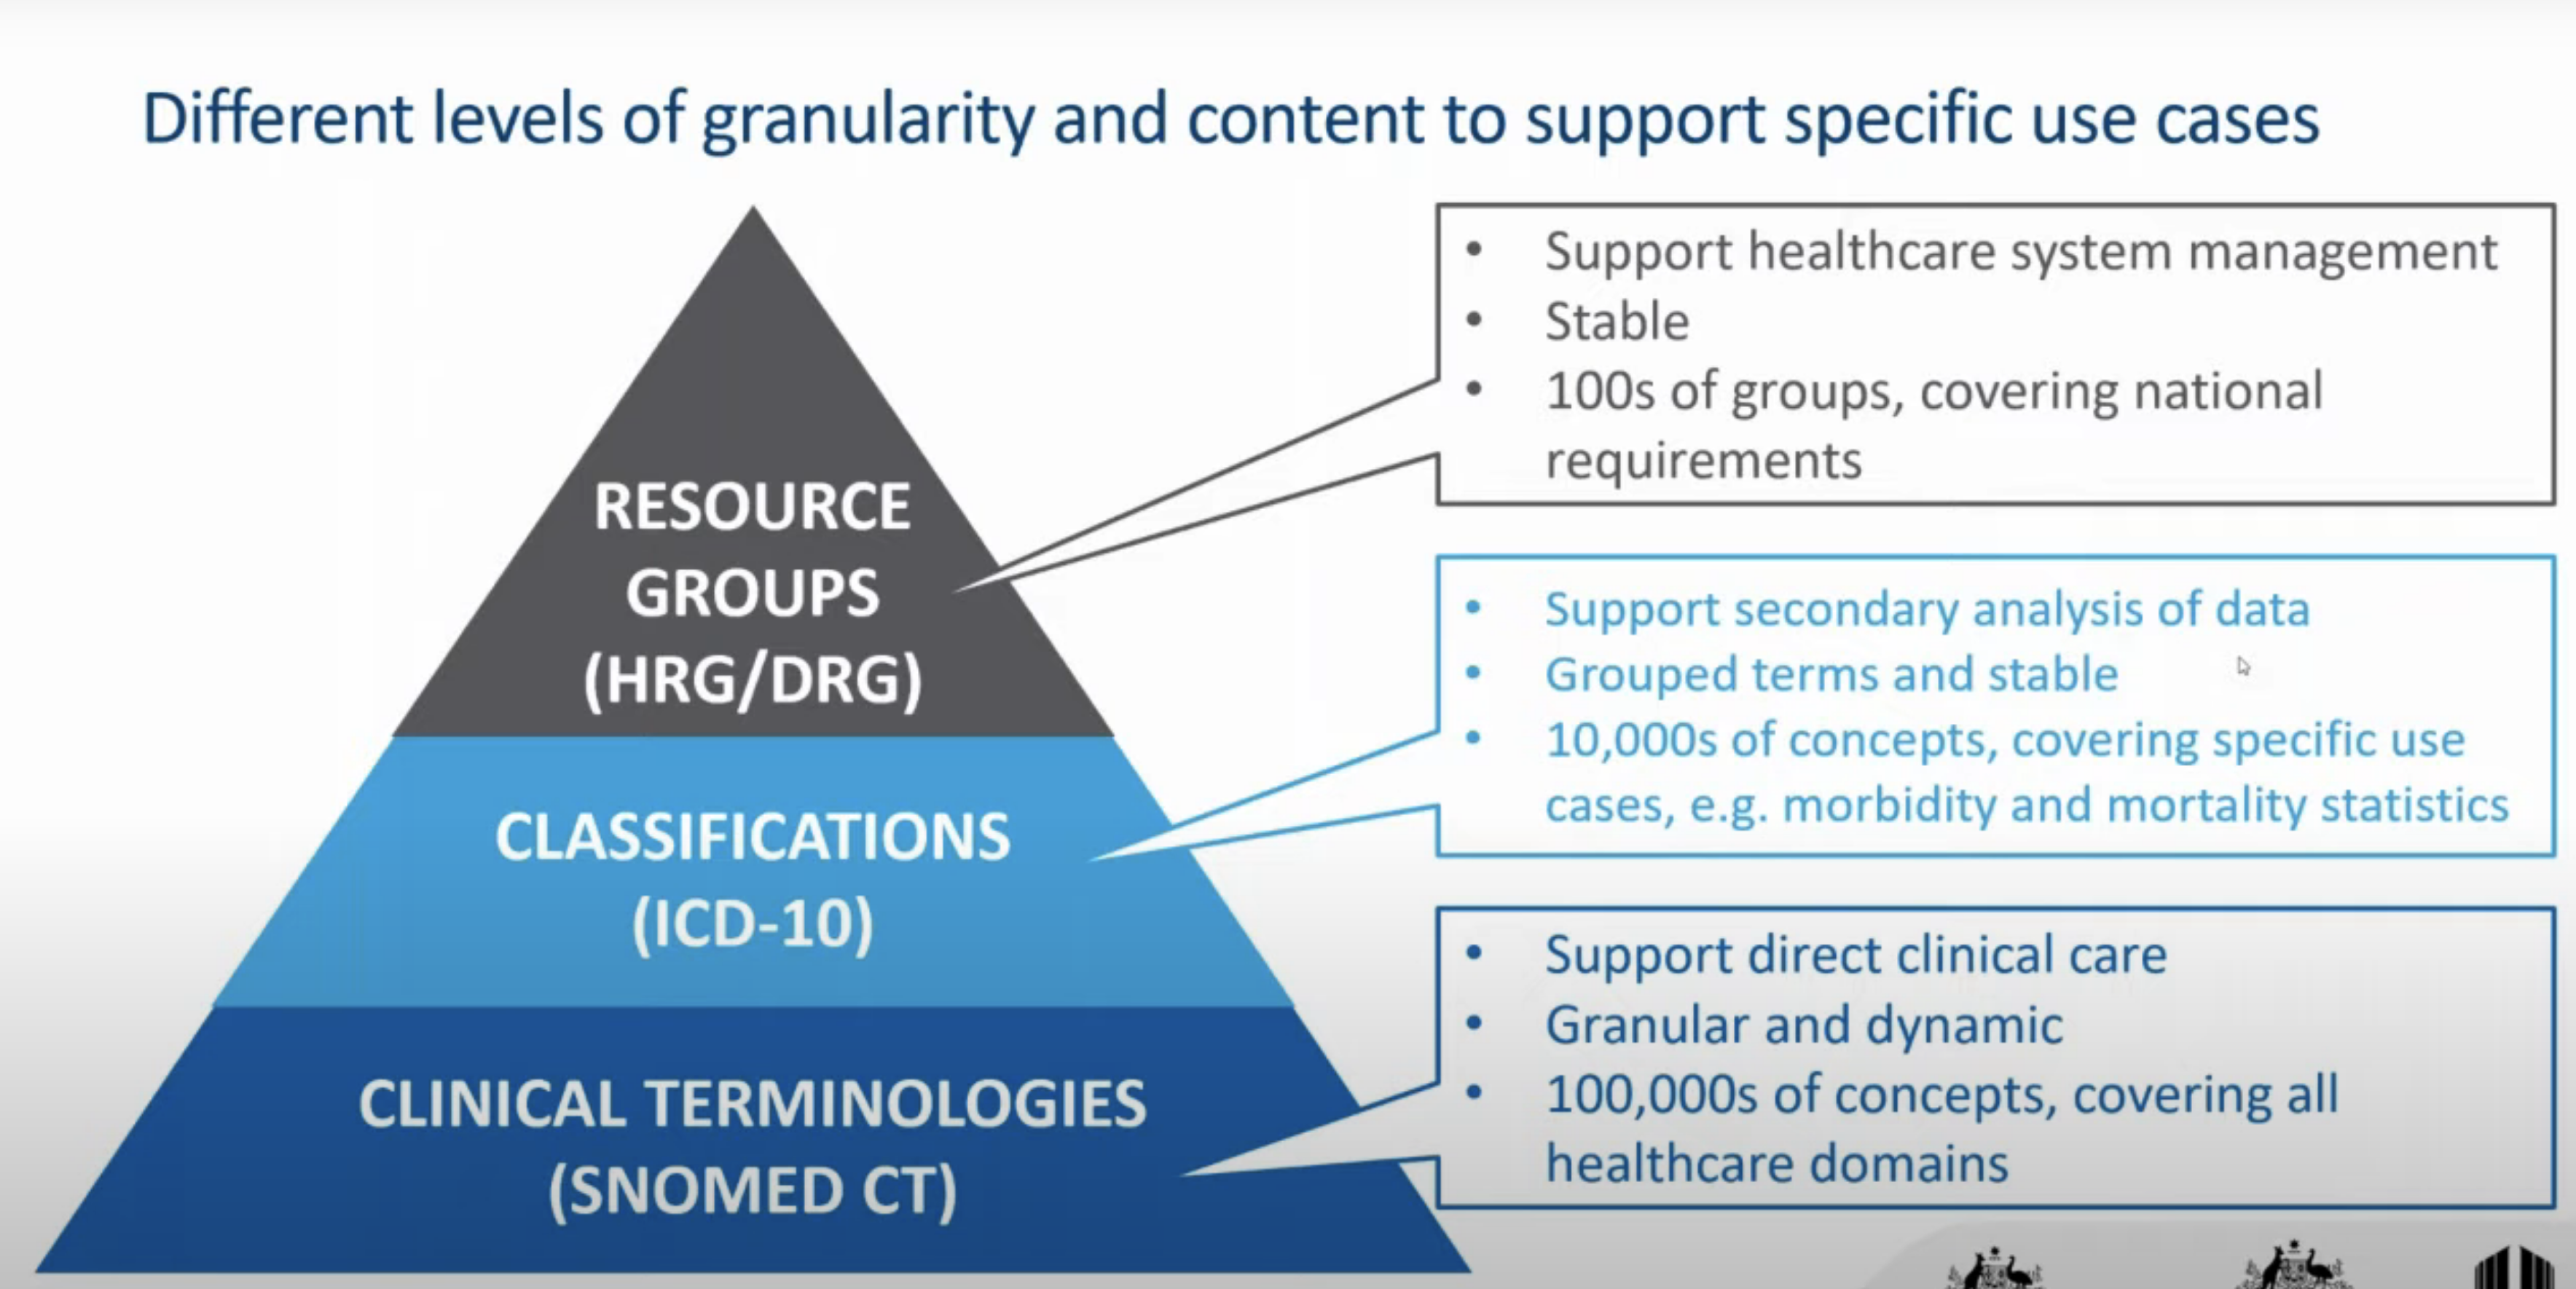 Different levels of granularity and content to support specific use cases
RESOURCE
GROUPS
(HRG/DRG)
• Support healthcare system management
• Stable
• 100s of groups, covering national
requirements
CLASSIFICATIONS
(ICD-10)
• Support secondary analysis of data
• Grouped terms and stable
• 10,000s of concepts, covering specific use
cases, e.g. morbidity and mortality statistics
CLINICAL TERMINOLOGIES
(SNOMED CT)
• Support direct clinical care
• Granular and dynamic
• 100,000s of concepts, covering all
healthcare domains